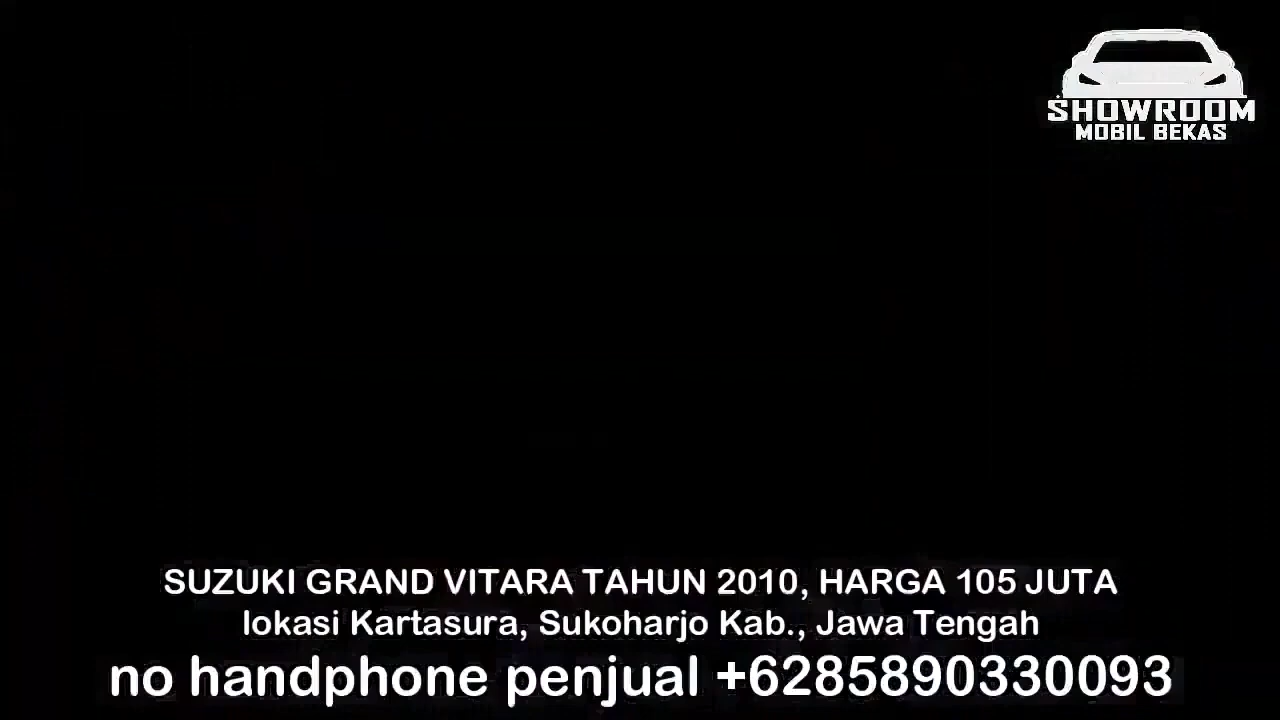 SHOWROOM
MOBIL BEKAS
SUZUKI GRAND VITARA TAHUN 2010, HARGA 105 JUTA
lokasi Kartasura, Sukoharjo Kab., Jawa Tengah
no handphone penjual +6285890330093